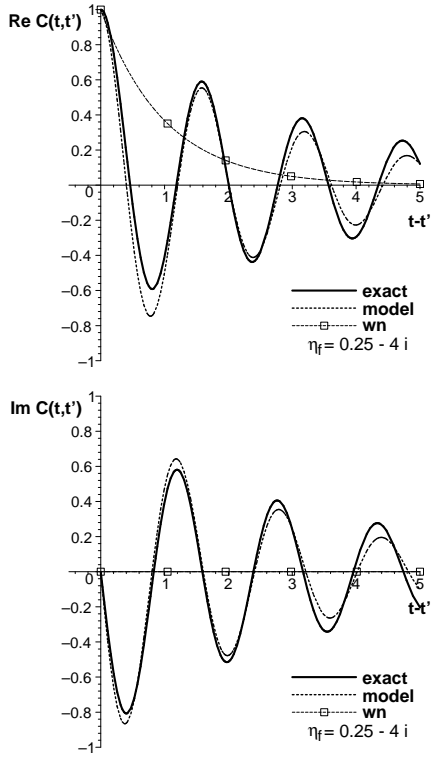 Re C(t,t')
1
0.8
0.6
0.4
0.2
0
1 2 3 4 5
t-t'
−0.2
−0.4
−0.6
−0.8
−1
exact
model
wn
ηf = 0.25 - 4 i
Im C(t,t')
1
0.8
0.6
0.4
0.2
0
1 2 3 4 5
t-t'
−0.2
−0.4
−0.6
−0.8
−1
exact
model
wn
ηf = 0.25 - 4 i